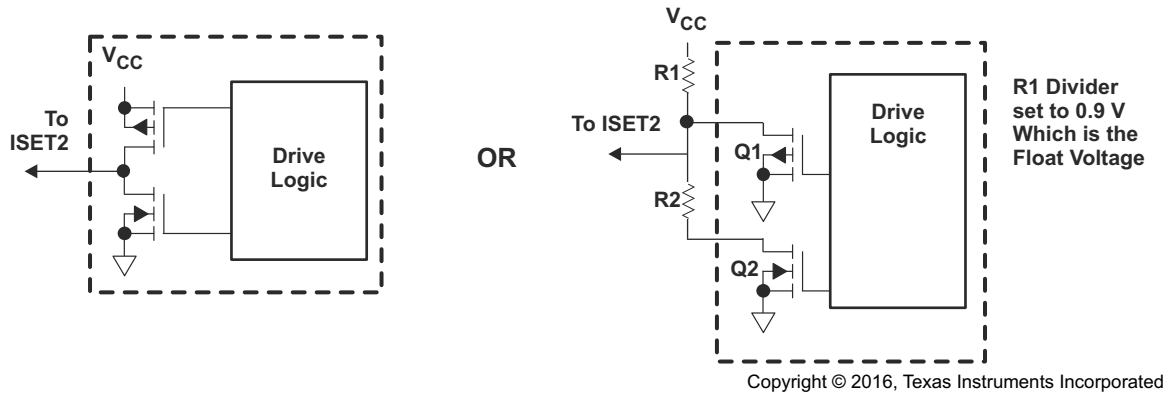 VCC
To
ISET2
Drive
Logic
OR
VCC
R1
To ISET2
R2
Q1
Q2
Drive
Logic
R1 Divider
set to 0.9 V
Which is the
Float Voltage
Copyright © 2016, Texas Instruments Incorporated